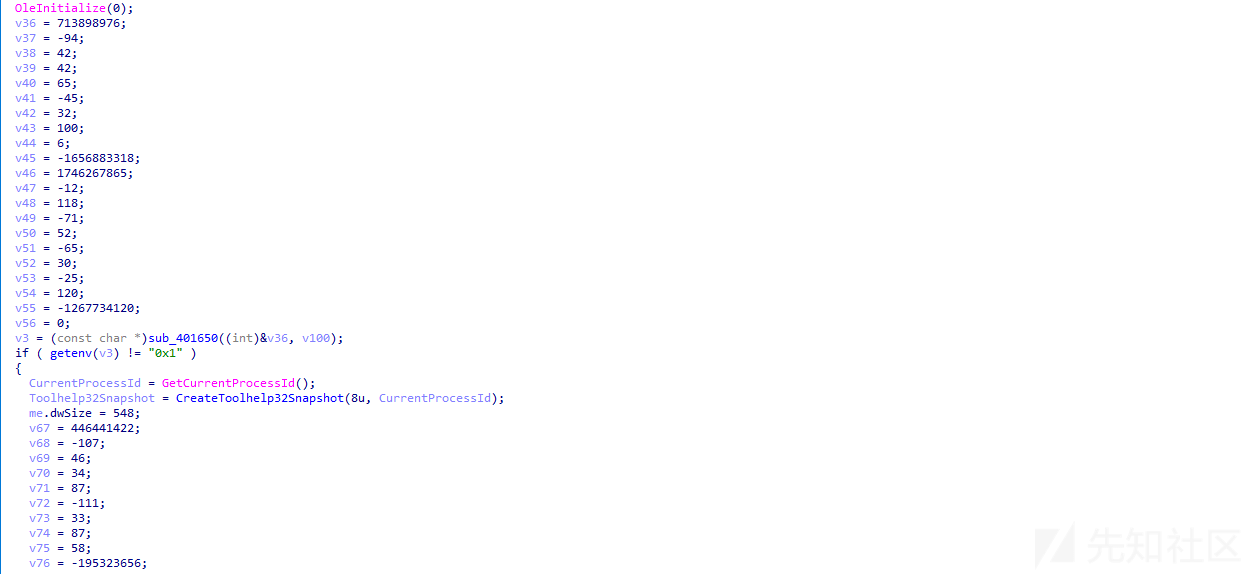 OleInitialize(0);
v36 = 713898976;
v37 = -94;
v38 = 42;
v39 = 42;
v40 = 65;
v41 = -45;
v42 = 32;
v43 = 100;
v44 = 6;
v45 = -1656883318;
v46 = 1746267865;
v47 = -12;
v48 = 118;
v49 = -71;
v50 = 52;
v51 = -65;
v52 = 30;
v53 = -25;
v54 = 120;
v55 = -1267734120;
v56 = 0;
v3 = (const char *)sub_401650((int)&v36, v100);
if ( getenv(v3) != "0x1" )
{
CurrentProcessId = GetCurrentProcessId();
Toolhelp32Snapshot = CreateToolhelp32Snapshot(8u, CurrentProcessId);
me.dwSize = 548;
v67 = 446441422;
v68 = -107;
v69 = 46;
v70 = 34;
v71 = 87;
v72 = -111;
v73 = 33;
v74 = 87;
v75 = 58;
v76 = -195323656;
先知社区